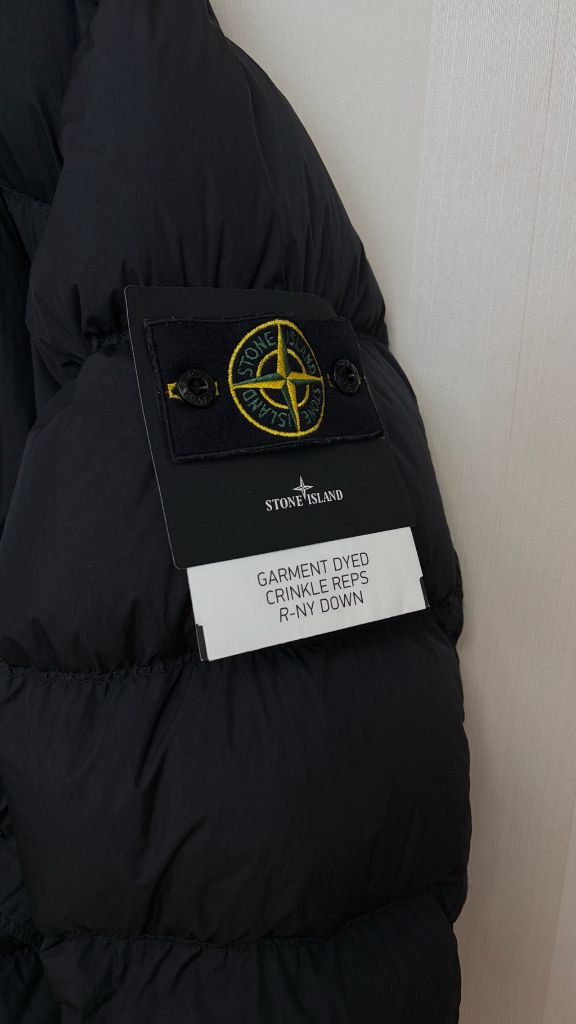 STONE ISLAND
STONE ISLAND
STONE ISLAND
GARMENT DYED
CRINKLE REPS
R-NY DOWN